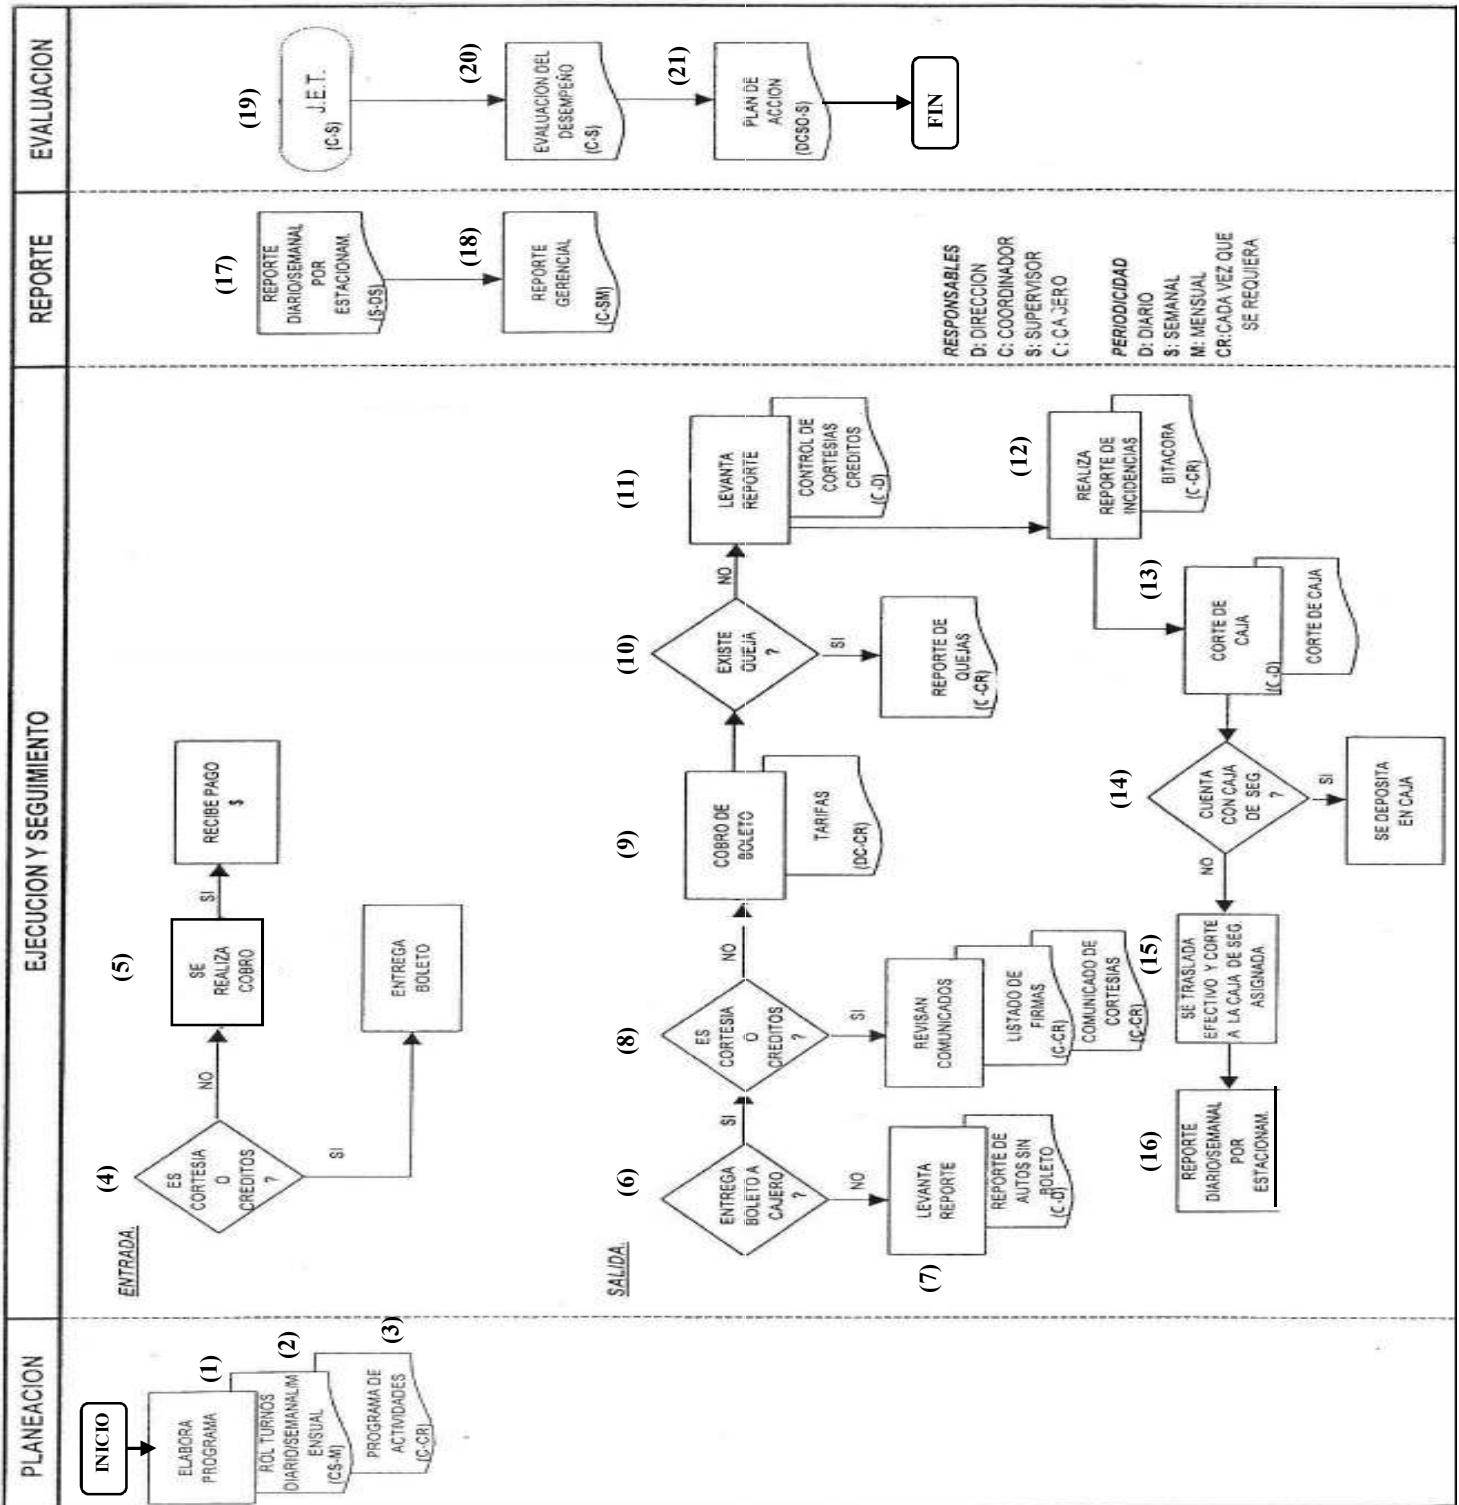 PLANEACION
INICIO
ELABORA
PROGRAMA
(1)
ROL TURNOS
DIARIO/SEMANAL/M
ENSUAL
(CS-M)
(2)
PROGRAMA DE
ACTIVIDADES
(C-CR)
(3)
EJECUCION Y SEGUIMIENTO
ENTRADA.
(4)
ES
CORTESIA
O
CREDITOS
?
NO
SI
(5)
SE
REALIZA
COBRO
SI
RECIBE PAGO
$
ENTREGA
BOLETO
SALIDA.
(6)
ENTREGA
BOLETO A
CAJERO
?
SI
NO
(7)
LEVANTA
REPORTE
REPORTE DE
AUTOS SIN
BOLETO
(C-D)
(8)
ES
CORTESIA
O
CREDITOS
?
NO
SI
REVISAN
COMUNICADOS
LISTADO DE
FIRMAS
(C-CR)
COMUNICADO DE
CORTESIAS
(C-CR)
(9)
COBRO DE
BOLETO
TARIFAS
(DC-CR)
(10)
EXISTE
QUEJA
?
NO
SI
REPORTE DE
QUEJAS
(C-CR)
(11)
LEVANTA
REPORTE
CONTROL DE
CORTESIAS
CREDITOS
(C-D)
(12)
REALIZA
REPORTE DE
INCIDENCIAS
BITACORA
(C-CR)
(13)
CORTE DE
CAJA
(C-D)
CORTE DE CAJA
(14)
CUENTA
CON CAJA
DE SEG.
?
NO
SI
SE DEPOSITA
EN CAJA
(15)
SE TRASLADA
EFECTIVO Y CORTE
A LA CAJA DE SEG.
ASIGNADA
(16)
REPORTE
DIARIO/SEMANAL
POR
ESTACIONAM.
REPORTE
(17)
REPORTE
DIARIO/SEMANAL
POR
ESTACIONAM.
(S-DS)
(18)
REPORTE
GERENCIAL
(C-SM)
RESPONSABLES
D: DIRECCION
C: COORDINADOR
S: SUPERVISOR
C: CAJERO
PERIODICIDAD
D: DIARIO
S: SEMANAL
M: MENSUAL
CR:CADA VEZ QUE
SE REQUIERA
EVALUACION
(19)
J.E.T.
(C-S)
(20)
EVALUACION DEL
DESEMPEÑO
(C-S)
(21)
PLAN DE
ACCION
(DCSO-S)
FIN